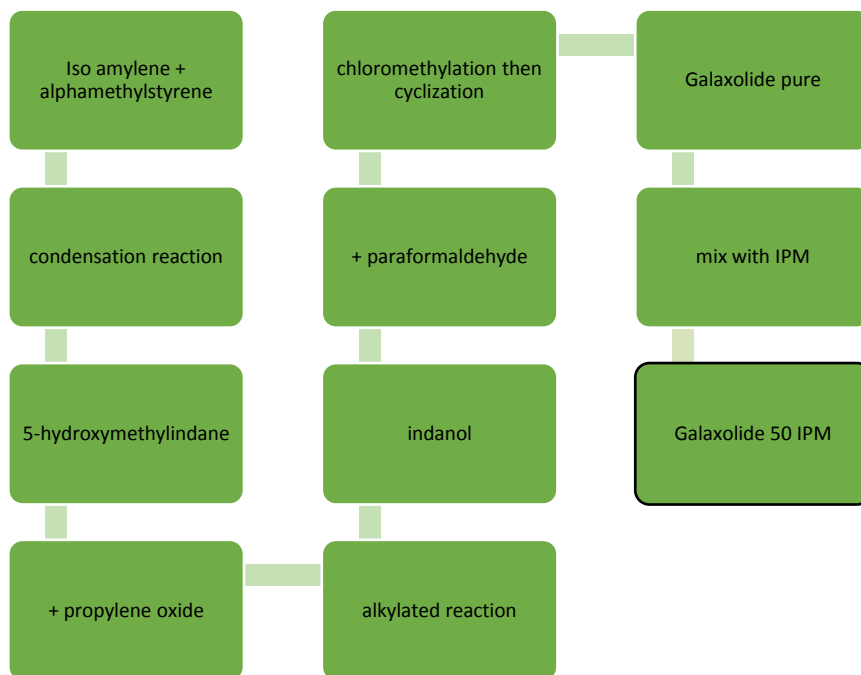 Iso amylene +
alphamethylstyrene
condensation reaction
5-hydroxymethylindane
+ propylene oxide
alkylated reaction
indanol
+ paraformaldehyde
chloromethylation then
cyclization
Galaxolide pure
mix with IPM
Galaxolide 50 IPM